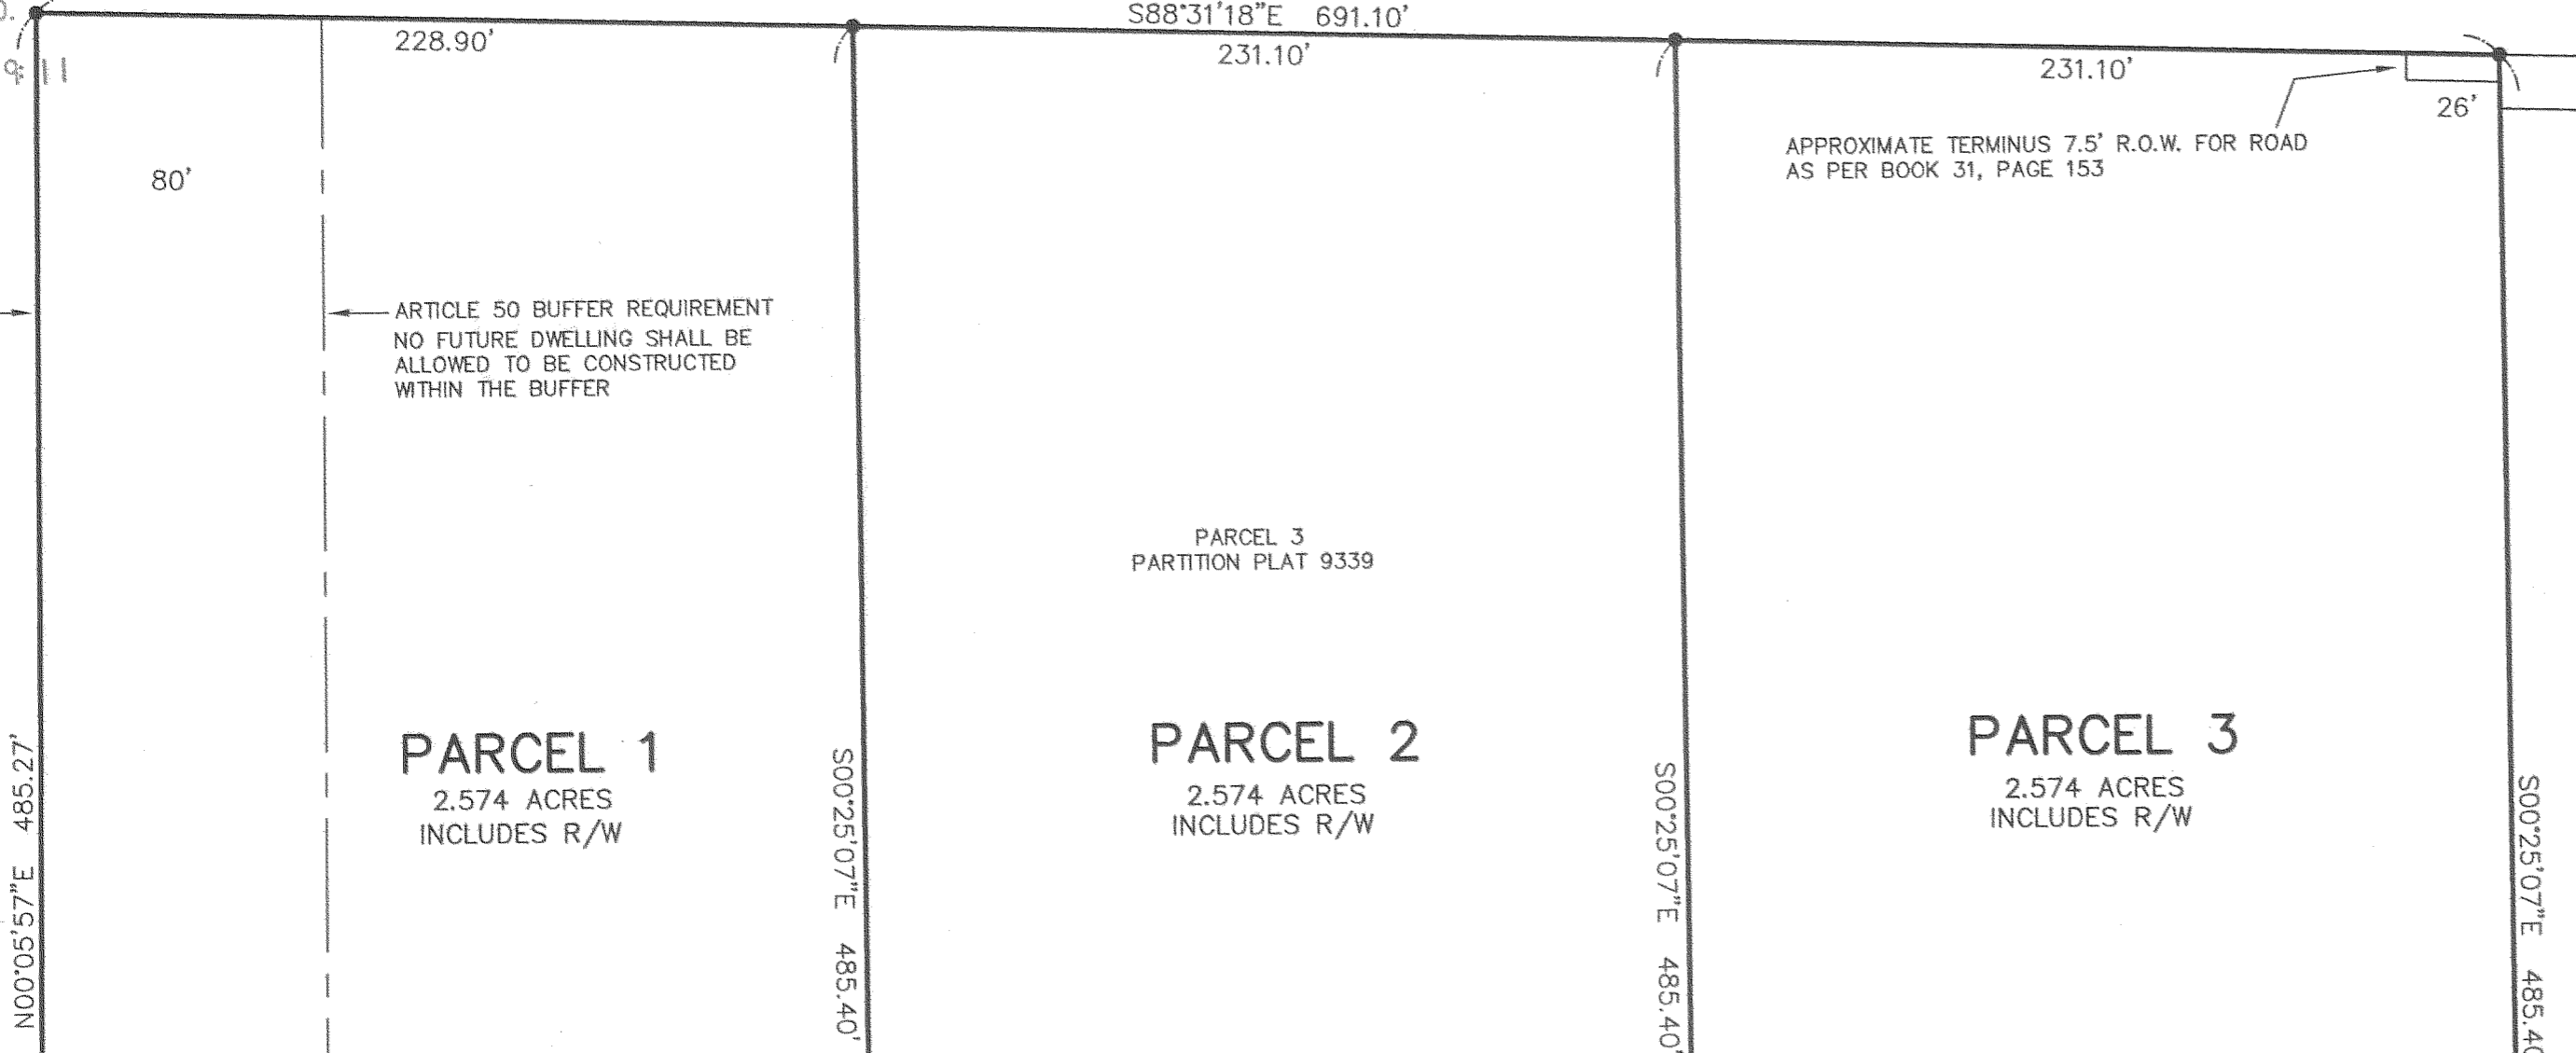 S88°31'18"E 691.10'
228.90'
231.10'
231.10'
26'
80'
APPROXIMATE TERMINUS 7.5' R.O.W. FOR ROAD
AS PER BOOK 31, PAGE 153
ARTICLE 50 BUFFER REQUIREMENT
NO FUTURE DWELLING SHALL BE
ALLOWED TO BE CONSTRUCTED
WITHIN THE BUFFER
PARCEL 3
PARTITION PLAT 9339
PARCEL 1
2.574 ACRES
INCLUDES R/W
PARCEL 2
2.574 ACRES
INCLUDES R/W
PARCEL 3
2.574 ACRES
INCLUDES R/W
N00°05'57"E 485.27'
S00°25'07"E 485.40'
S00°25'07"E 485.40'
S00°25'07"E 485.40